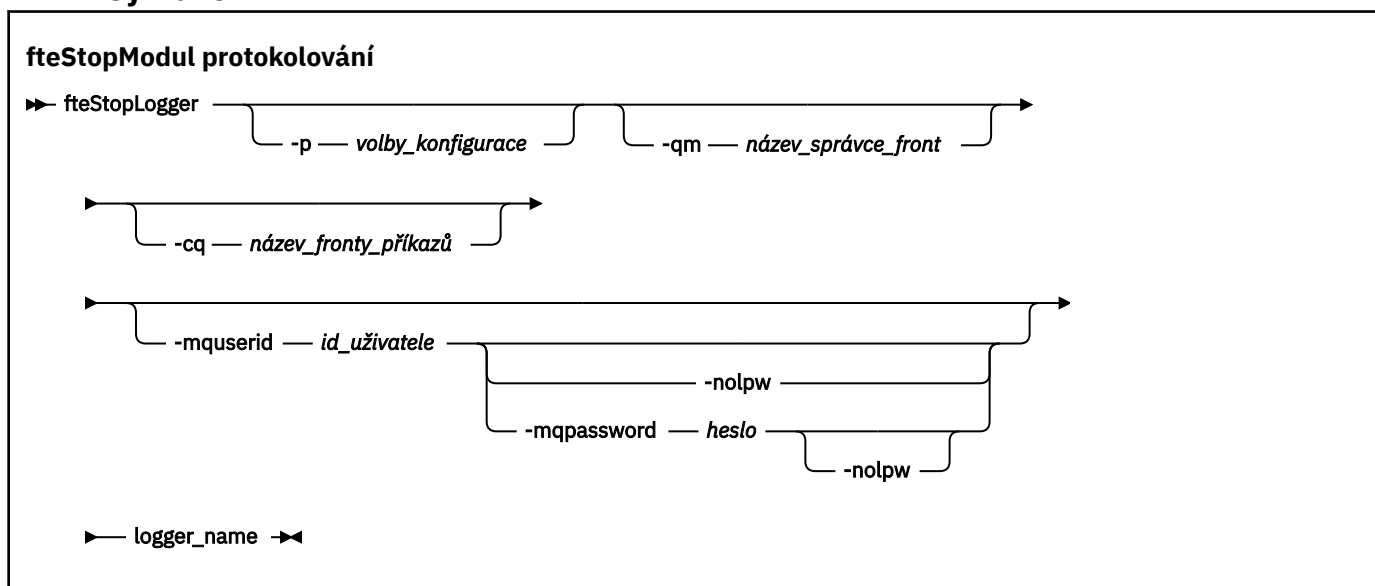 fteStopModul protokolování
fteStopLogger
-p volby_konfigurace
-qm název_správce_front
-cq název_fronty_příkazů
-mquserid id_uživatele
-nolpw
-mqpassword heslo
-nolpw
logger_name